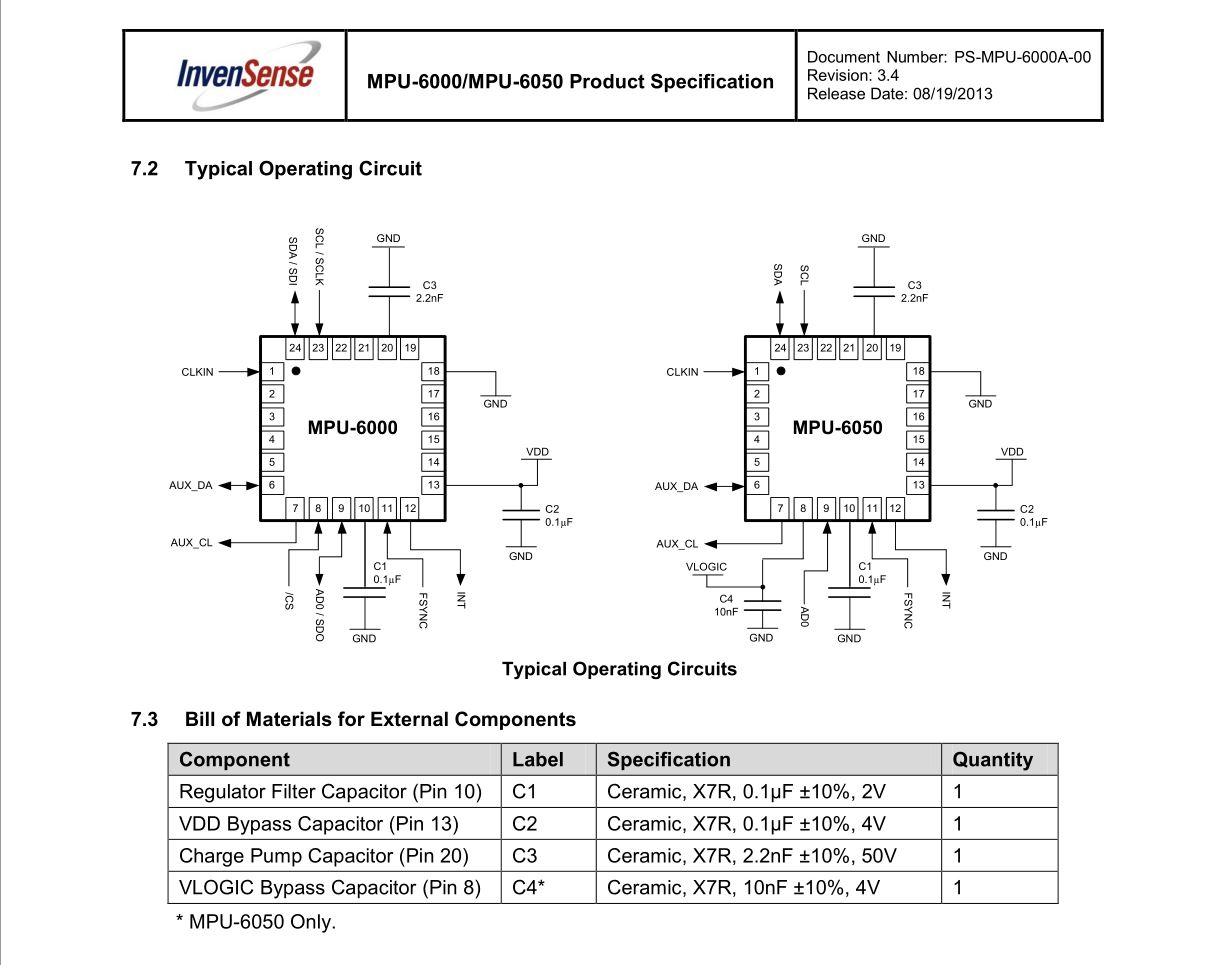 InvenSense
MPU-6000/MPU-6050 Product Specification
Document Number: PS-MPU-6000A-00
Revision: 3.4
Release Date: 08/19/2013
7.2 Typical Operating Circuit
SDA / SDI
SCL / SCLK
GND
C3
2.2nF
24 23 22 21 20 19
CLKIN
1
2
3
4
5
6
18
17
16
15
14
13
MPU-6000
GND
VDD
AUX_DA
7 8 9 10 11 12
C2
0.1µF
GND
AUX_CL
/CS
AD0 / SDO
C1
0.1µF
GND
FSYNC
INT
SDA
SCL
GND
C3
2.2nF
24 23 22 21 20 19
CLKIN
1
2
3
4
5
6
18
17
16
15
14
13
MPU-6050
GND
VDD
AUX_DA
7 8 9 10 11 12
C2
0.1µF
GND
AUX_CL
VLOGIC
C4
10nF
GND
AD0
C1
0.1µF
GND
FSYNC
INT
Typical Operating Circuits
7.3 Bill of Materials for External Components
Component Label Specification Quantity
Regulator Filter Capacitor (Pin 10) C1 Ceramic, X7R, 0.1µF ±10%, 2V 1
VDD Bypass Capacitor (Pin 13) C2 Ceramic, X7R, 0.1µF ±10%, 4V 1
Charge Pump Capacitor (Pin 20) C3 Ceramic, X7R, 2.2nF ±10%, 50V 1
VLOGIC Bypass Capacitor (Pin 8) C4* Ceramic, X7R, 10nF ±10%, 4V 1
* MPU-6050 Only.